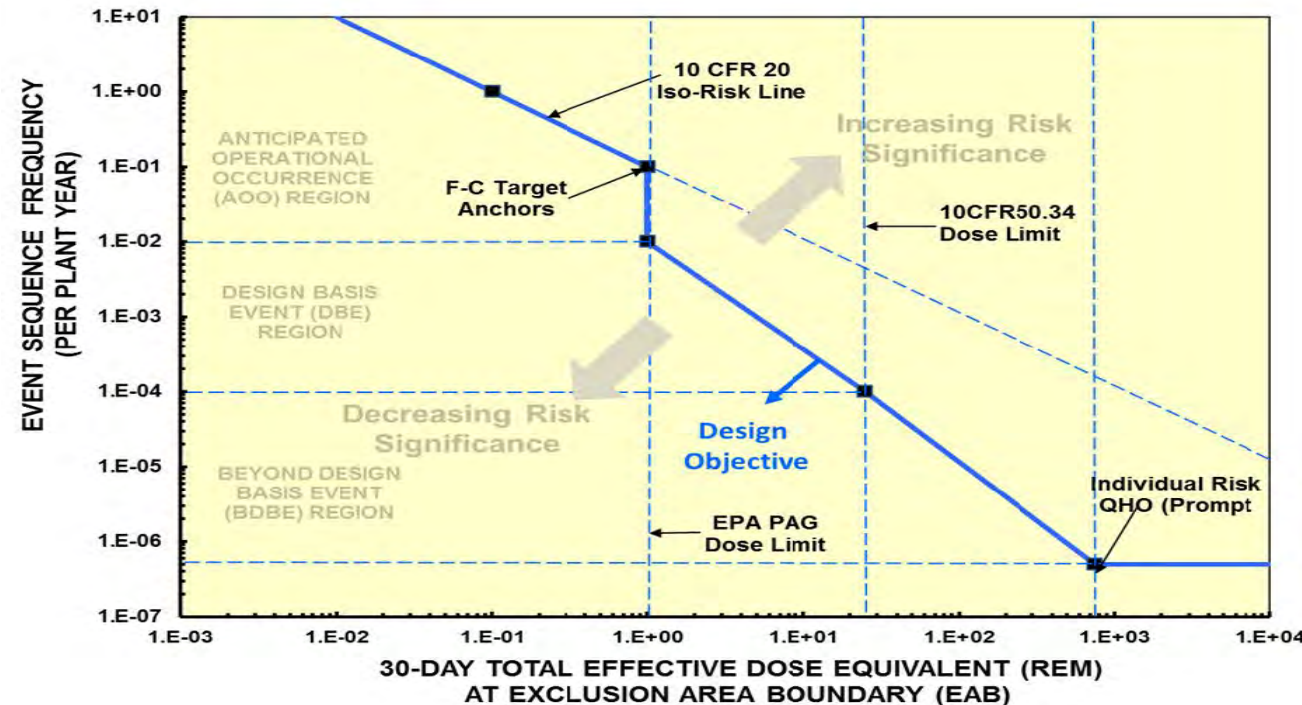 EVENT SEQUENCE FREQUENCY
(PER PLANT YEAR)
1.E+01
1.E+00
1.E-01
1.E-02
1.E-03
1.E-04
1.E-05
1.E-06
1.E-07
10 CFR 20
Iso-Risk Line
Increasing Risk
Significance
ANTICIPATED
OPERATIONAL
OCCURRENCE
(AOO) REGION
F-C Target
Anchors
10CFR50.34
Dose Limit
DESIGN BASIS
EVENT (DBE)
REGION
Decreasing Risk
Significance
Design
Objective
BEYOND DESIGN
BASIS EVENT
(BDBE) REGION
EPA PAG
Dose Limit
Individual Risk
QHO (Prompt
1.E-03
1.E-02
1.E-01
1.E+00
1.E+01
1.E+02
1.E+03
1.E+04
30-DAY TOTAL EFFECTIVE DOSE EQUIVALENT (REM)
AT EXCLUSION AREA BOUNDARY (EAB)